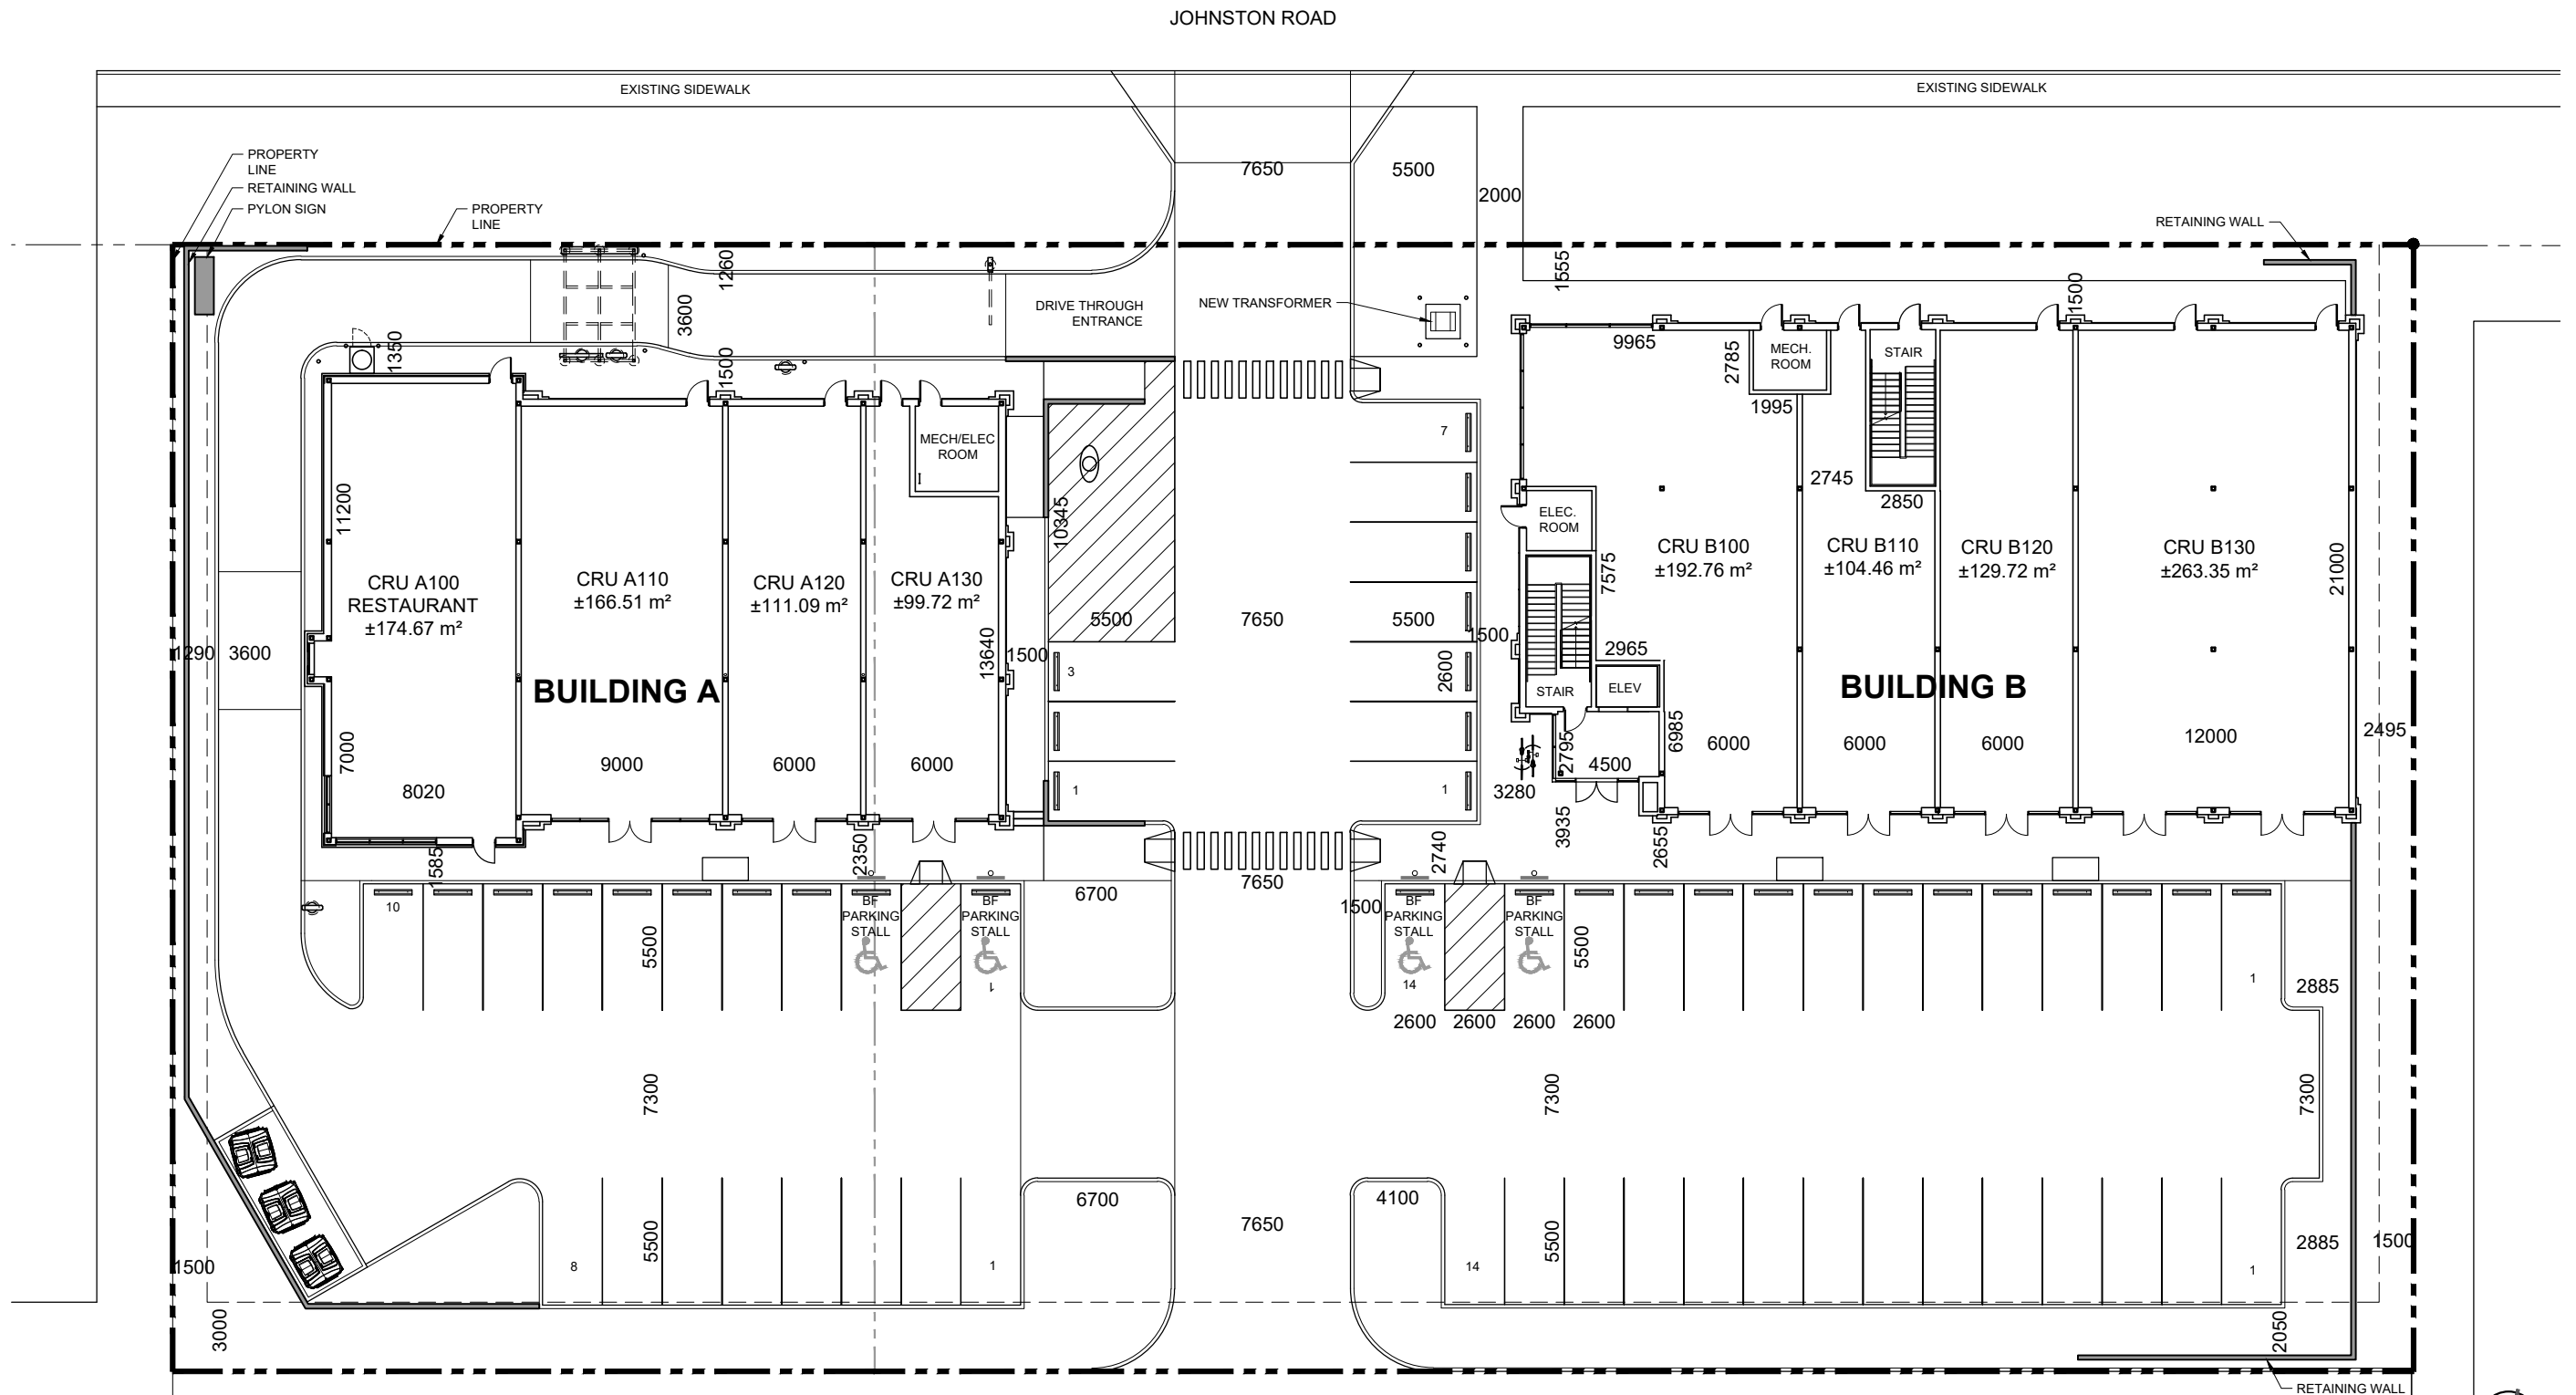 JOHNSTON ROAD
EXISTING SIDEWALK
EXISTING SIDEWALK
PROPERTY
LINE
RETAINING WALL
PYLON SIGN
PROPERTY
LINE
7650
5500
2000
RETAINING WALL
1260
3600
1350
1500
DRIVE THROUGH
ENTRANCE
NEW TRANSFORMER
1555
1500
9965
2785
MECH.
ROOM
STAIR
1995
MECH/ELEC
ROOM
7
2745
2850
11200
10345
ELEC.
ROOM
CRU A100
RESTAURANT
±174.67 m²
CRU A110
±166.51 m²
CRU A120
±111.09 m²
CRU A130
±99.72 m²
CRU B100
±192.76 m²
CRU B110
±104.46 m²
CRU B120
±129.72 m²
CRU B130
±263.35 m²
7575
21000
5500
7650
5500
1500
1290
3600
13640
1500
3
2600
2965
STAIR
ELEV
BUILDING A
BUILDING B
7000
8020
9000
6000
6000
1
1
2795
4500
3280
6985
6000
6000
6000
12000
2495
1585
2350
2740
3935
2655
10
BF
PARKING
STALL
BF
PARKING
STALL
1
6700
7650
1500
BF
PARKING
STALL
14
BF
PARKING
STALL
5500
5500
1
2885
2600
2600
2600
2600
7300
7300
7300
6700
7650
4100
5500
5500
8
1
14
1
2885
1500
1500
3000
2050
RETAINING WALL